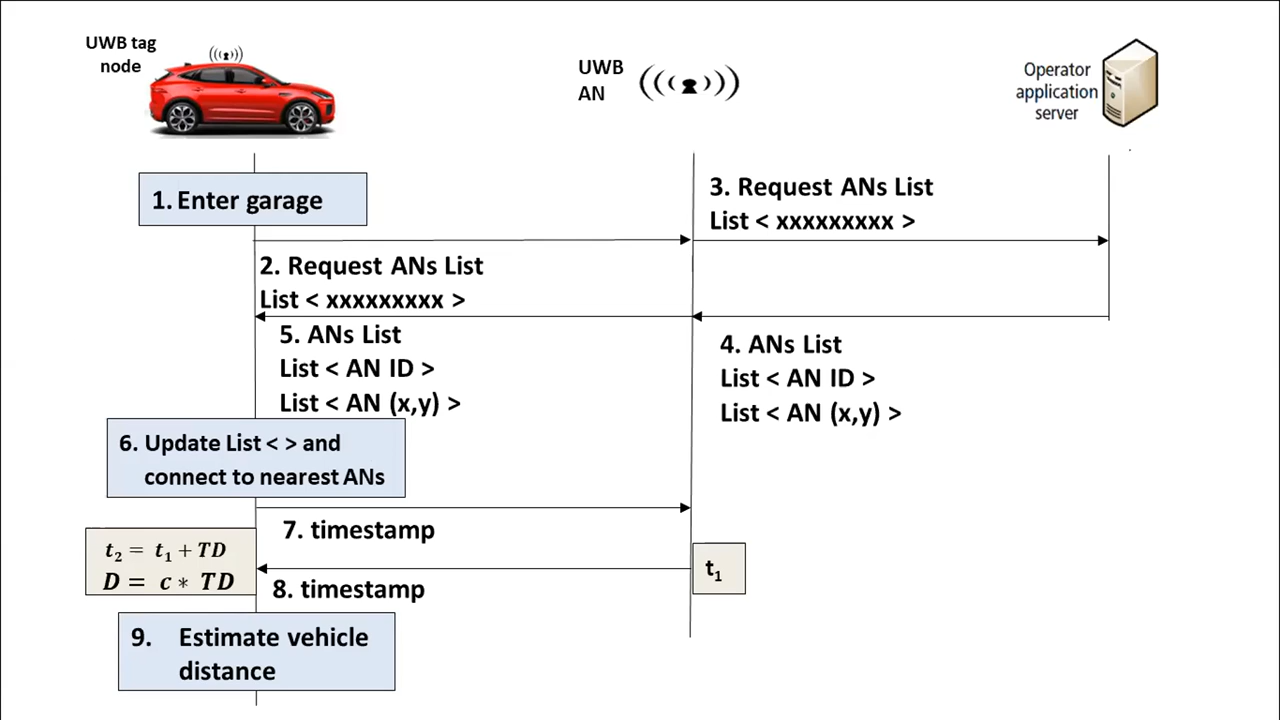 UWB tag
node
UWB
AN
Operator
application
server
1. Enter garage
3. Request ANs List
List < xxxxxxxxx >
2. Request ANs List
List < xxxxxxxxx >
5. ANs List
List < AN ID >
List < AN (x,y) >
4. ANs List
List < AN ID >
List < AN (x,y) >
6. Update List < > and
connect to nearest ANs
7. timestamp
t₂ = t₁ + TD
D = c * TD
t₁
8. timestamp
9. Estimate vehicle
distance